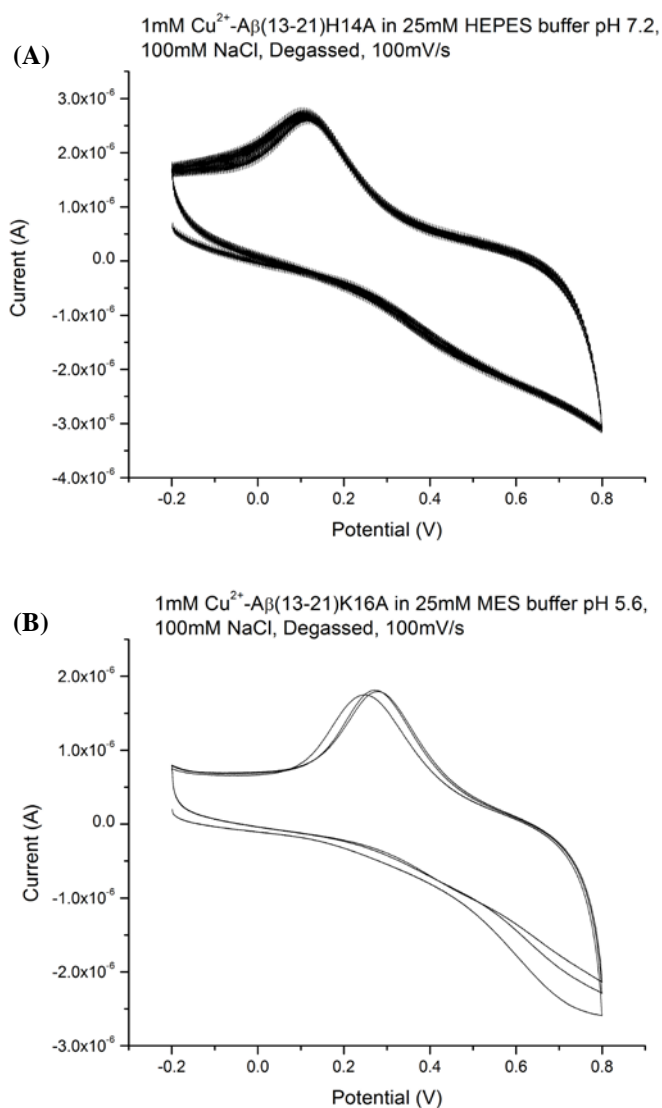 (A)
1mM Cu²⁺-Aβ(13-21)H14A in 25mM HEPES buffer pH 7.2,
100mM NaCl, Degassed, 100mV/s
3.0x10⁻⁶
2.0x10⁻⁶
1.0x10⁻⁶
0.0
-1.0x10⁻⁶
-2.0x10⁻⁶
-3.0x10⁻⁶
-4.0x10⁻⁶
Current (A)
-0.2 0.0 0.2 0.4 0.6 0.8
Potential (V)
(B)
1mM Cu²⁺-Aβ(13-21)K16A in 25mM MES buffer pH 5.6,
100mM NaCl, Degassed, 100mV/s
2.0x10⁻⁶
1.0x10⁻⁶
0.0
-1.0x10⁻⁶
-2.0x10⁻⁶
-3.0x10⁻⁶
Current (A)
-0.2 0.0 0.2 0.4 0.6 0.8
Potential (V)